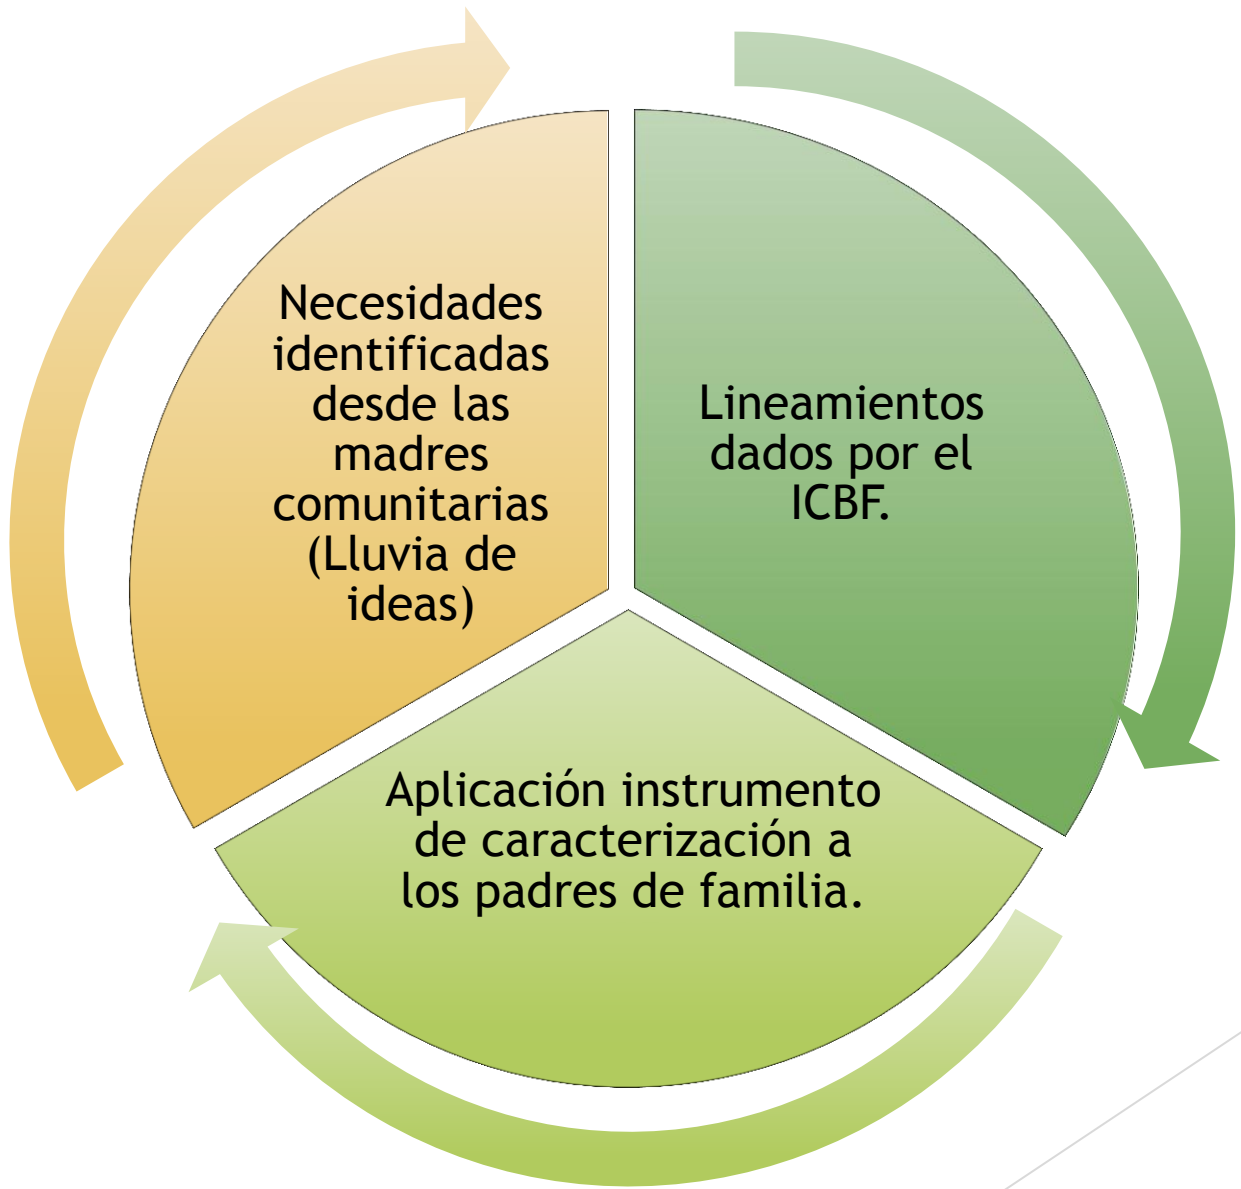 Necesidades
identificadas
desde las
madres
comunitarias
(Lluvia de
ideas)
Lineamientos
dados por el
ICBF.
Aplicación instrumento
de caracterización a
los padres de familia.